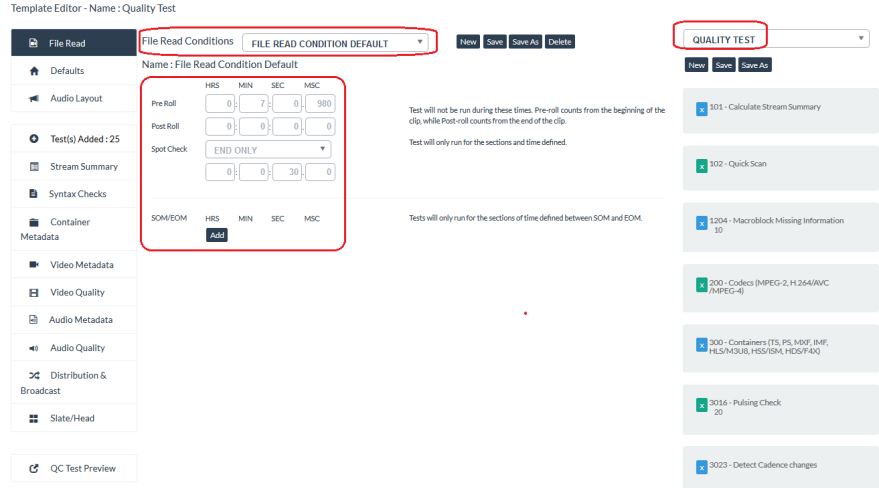 Template Editor - Name : Quality Test
File Read
Defaults
Audio Layout
Test(s) Added : 25
Stream Summary
Syntax Checks
Container
Metadata
Video Metadata
Video Quality
Audio Metadata
Audio Quality
Distribution &
Broadcast
Slate/Head
QC Test Preview
File Read Conditions FILE READ CONDITION DEFAULT New Save Save As Delete
Name : File Read Condition Default
HRS MIN SEC MSC
Pre Roll 0 : 7 : 0 . 980
Post Roll 0 : 0 : 0 . 0
Spot Check END ONLY
0 : 0 : 30 . 0
Test will not be run during these times. Pre-roll counts from the beginning of the
clip, while Post-roll counts from the end of the clip.
Test will only run for the sections and time defined.
SOM/EOM HRS MIN SEC MSC
Add
Tests will only run for the sections of time defined between SOM and EOM.
QUALITY TEST
New Save Save As
x 101 - Calculate Stream Summary
x 102 - Quick Scan
x 1204 - Macroblock Missing Information
10
x 200 - Codecs (MPEG-2, H.264/AVC
/MPEG-4)
x 300 - Containers (TS, PS, MXF, IMF,
HLS/M3U8, HSS/ISM, HDS/F4X)
x 3016 - Pulsing Check
20
x 3023 - Detect Cadence changes